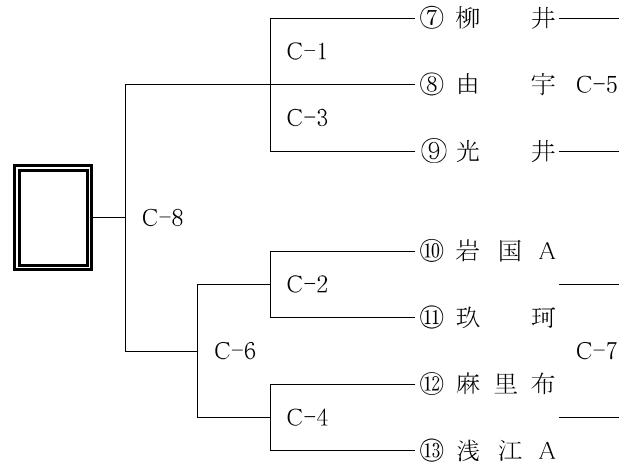 ⑦ 柳 井
C-1
⑧ 由 宇 C-5
C-3
⑨ 光 井
C-8
⑩ 岩 国 A
C-2
⑪ 玖 珂
C-6 C-7
⑫ 麻 里 布
C-4
⑬ 浅 江 A